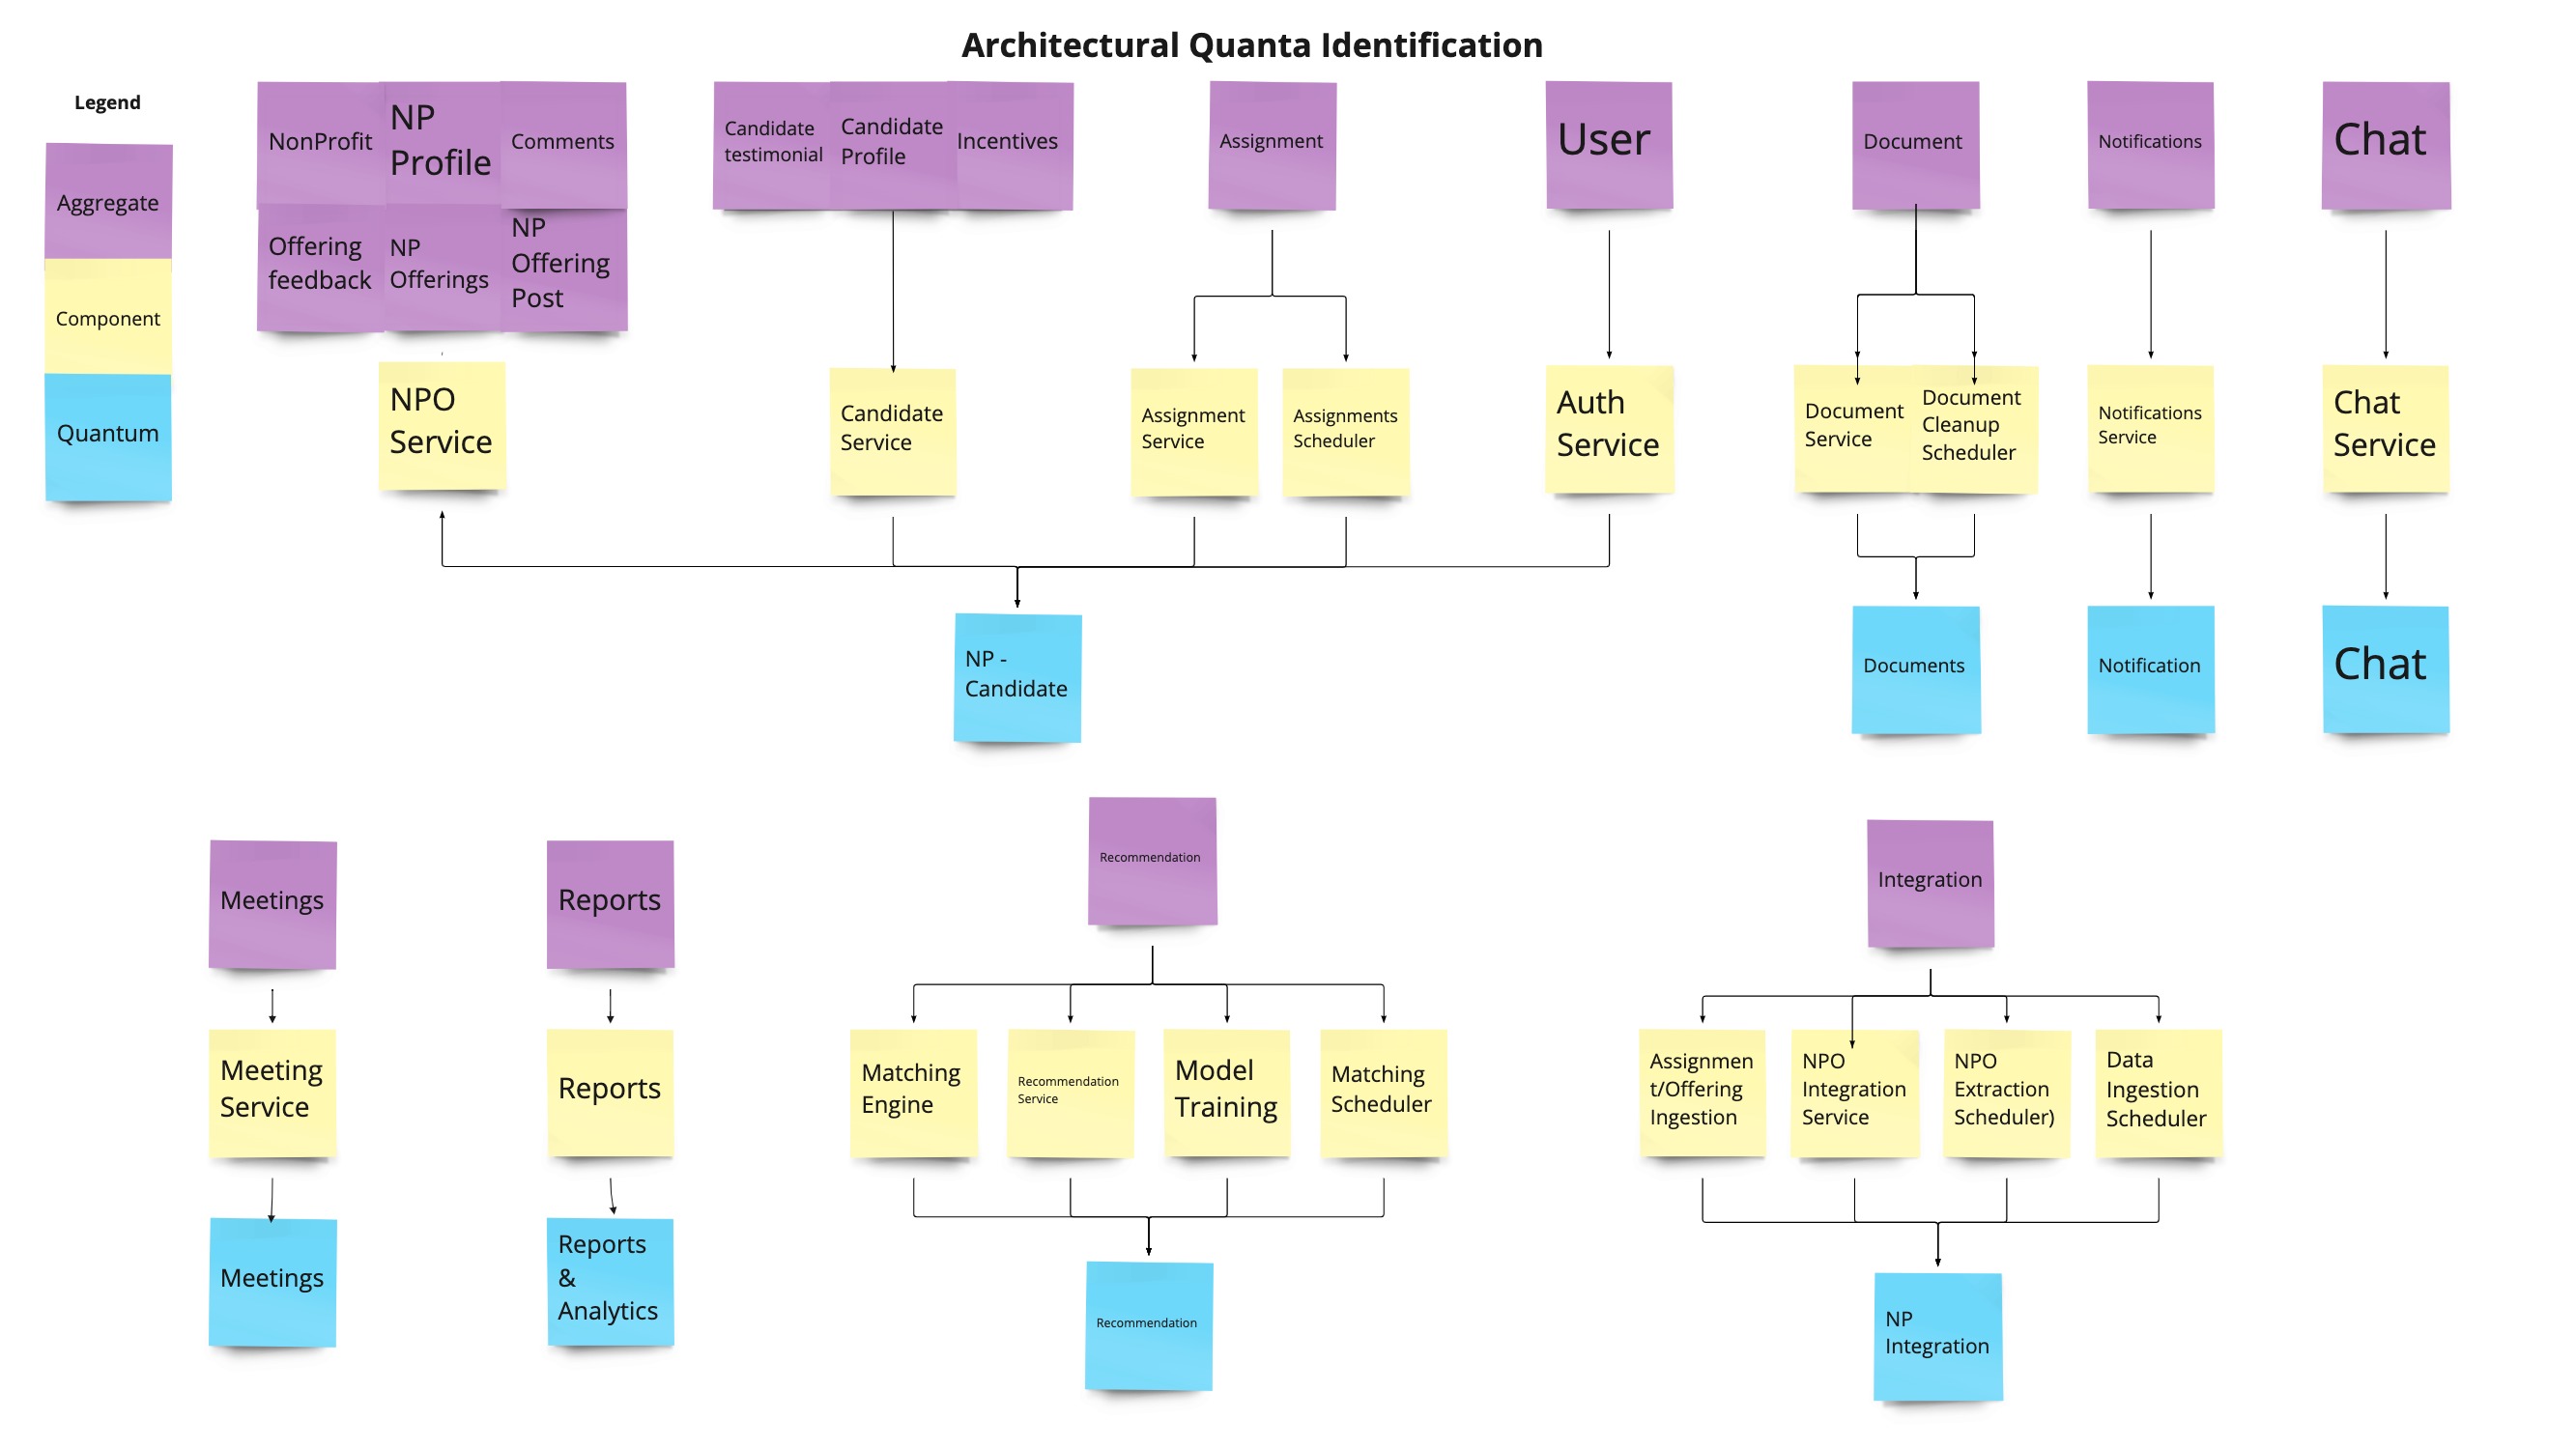 Architectural Quanta Identification
Legend
Aggregate
Component
Quantum
NonProfit
NP
Profile
Comments
Offering
feedback
NP
Offerings
NP
Offering
Post
Candidate
testimonial
Candidate
Profile
Incentives
Assignment
User
Document
Notifications
Chat
NPO
Service
Candidate
Service
Assignment
Service
Assignments
Scheduler
Auth
Service
Document
Service
Document
Cleanup
Scheduler
Notifications
Service
Chat
Service
NP -
Candidate
Documents
Notification
Chat
Meetings
Reports
Recommendation
Integration
Meeting
Service
Reports
Matching
Engine
Recommendation
Service
Model
Training
Matching
Scheduler
Assignmen
t/Offering
Ingestion
NPO
Integration
Service
NPO
Extraction
Scheduler)
Data
Ingestion
Scheduler
Meetings
Reports
&
Analytics
Recommendation
NP
Integration